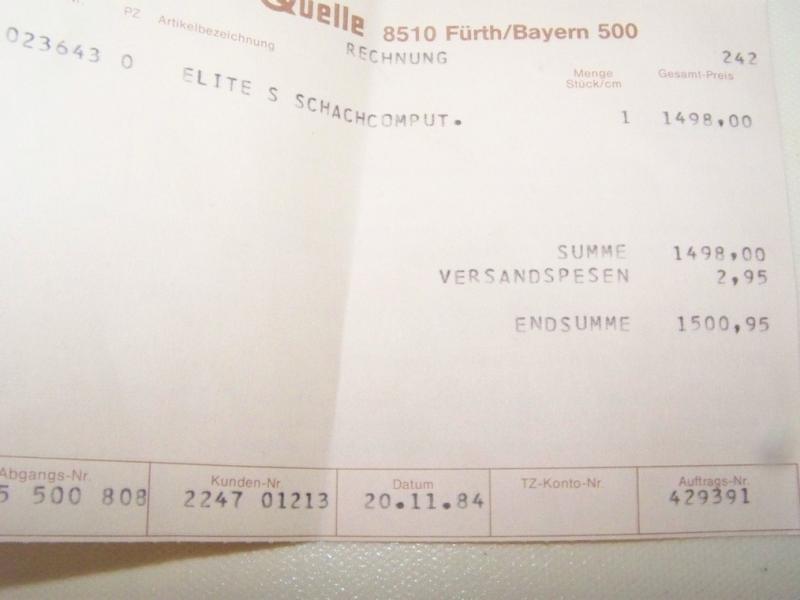 Quelle 8510 Fürth/Bayern 500
PZ Artikelbezeichnung RECHNUNG 242
Menge Stück/cm Gesamt-Preis
023643 0 ELITE S SCHACHCOMPUT. 1 1498,00
SUMME 1498,00
VERSANDSPESEN 2,95
ENDSUMME 1500,95
Abgangs-Nr. Kunden-Nr. Datum TZ-Konto-Nr. Auftrags-Nr.
5 500 808 2247 01213 20.11.84 429391